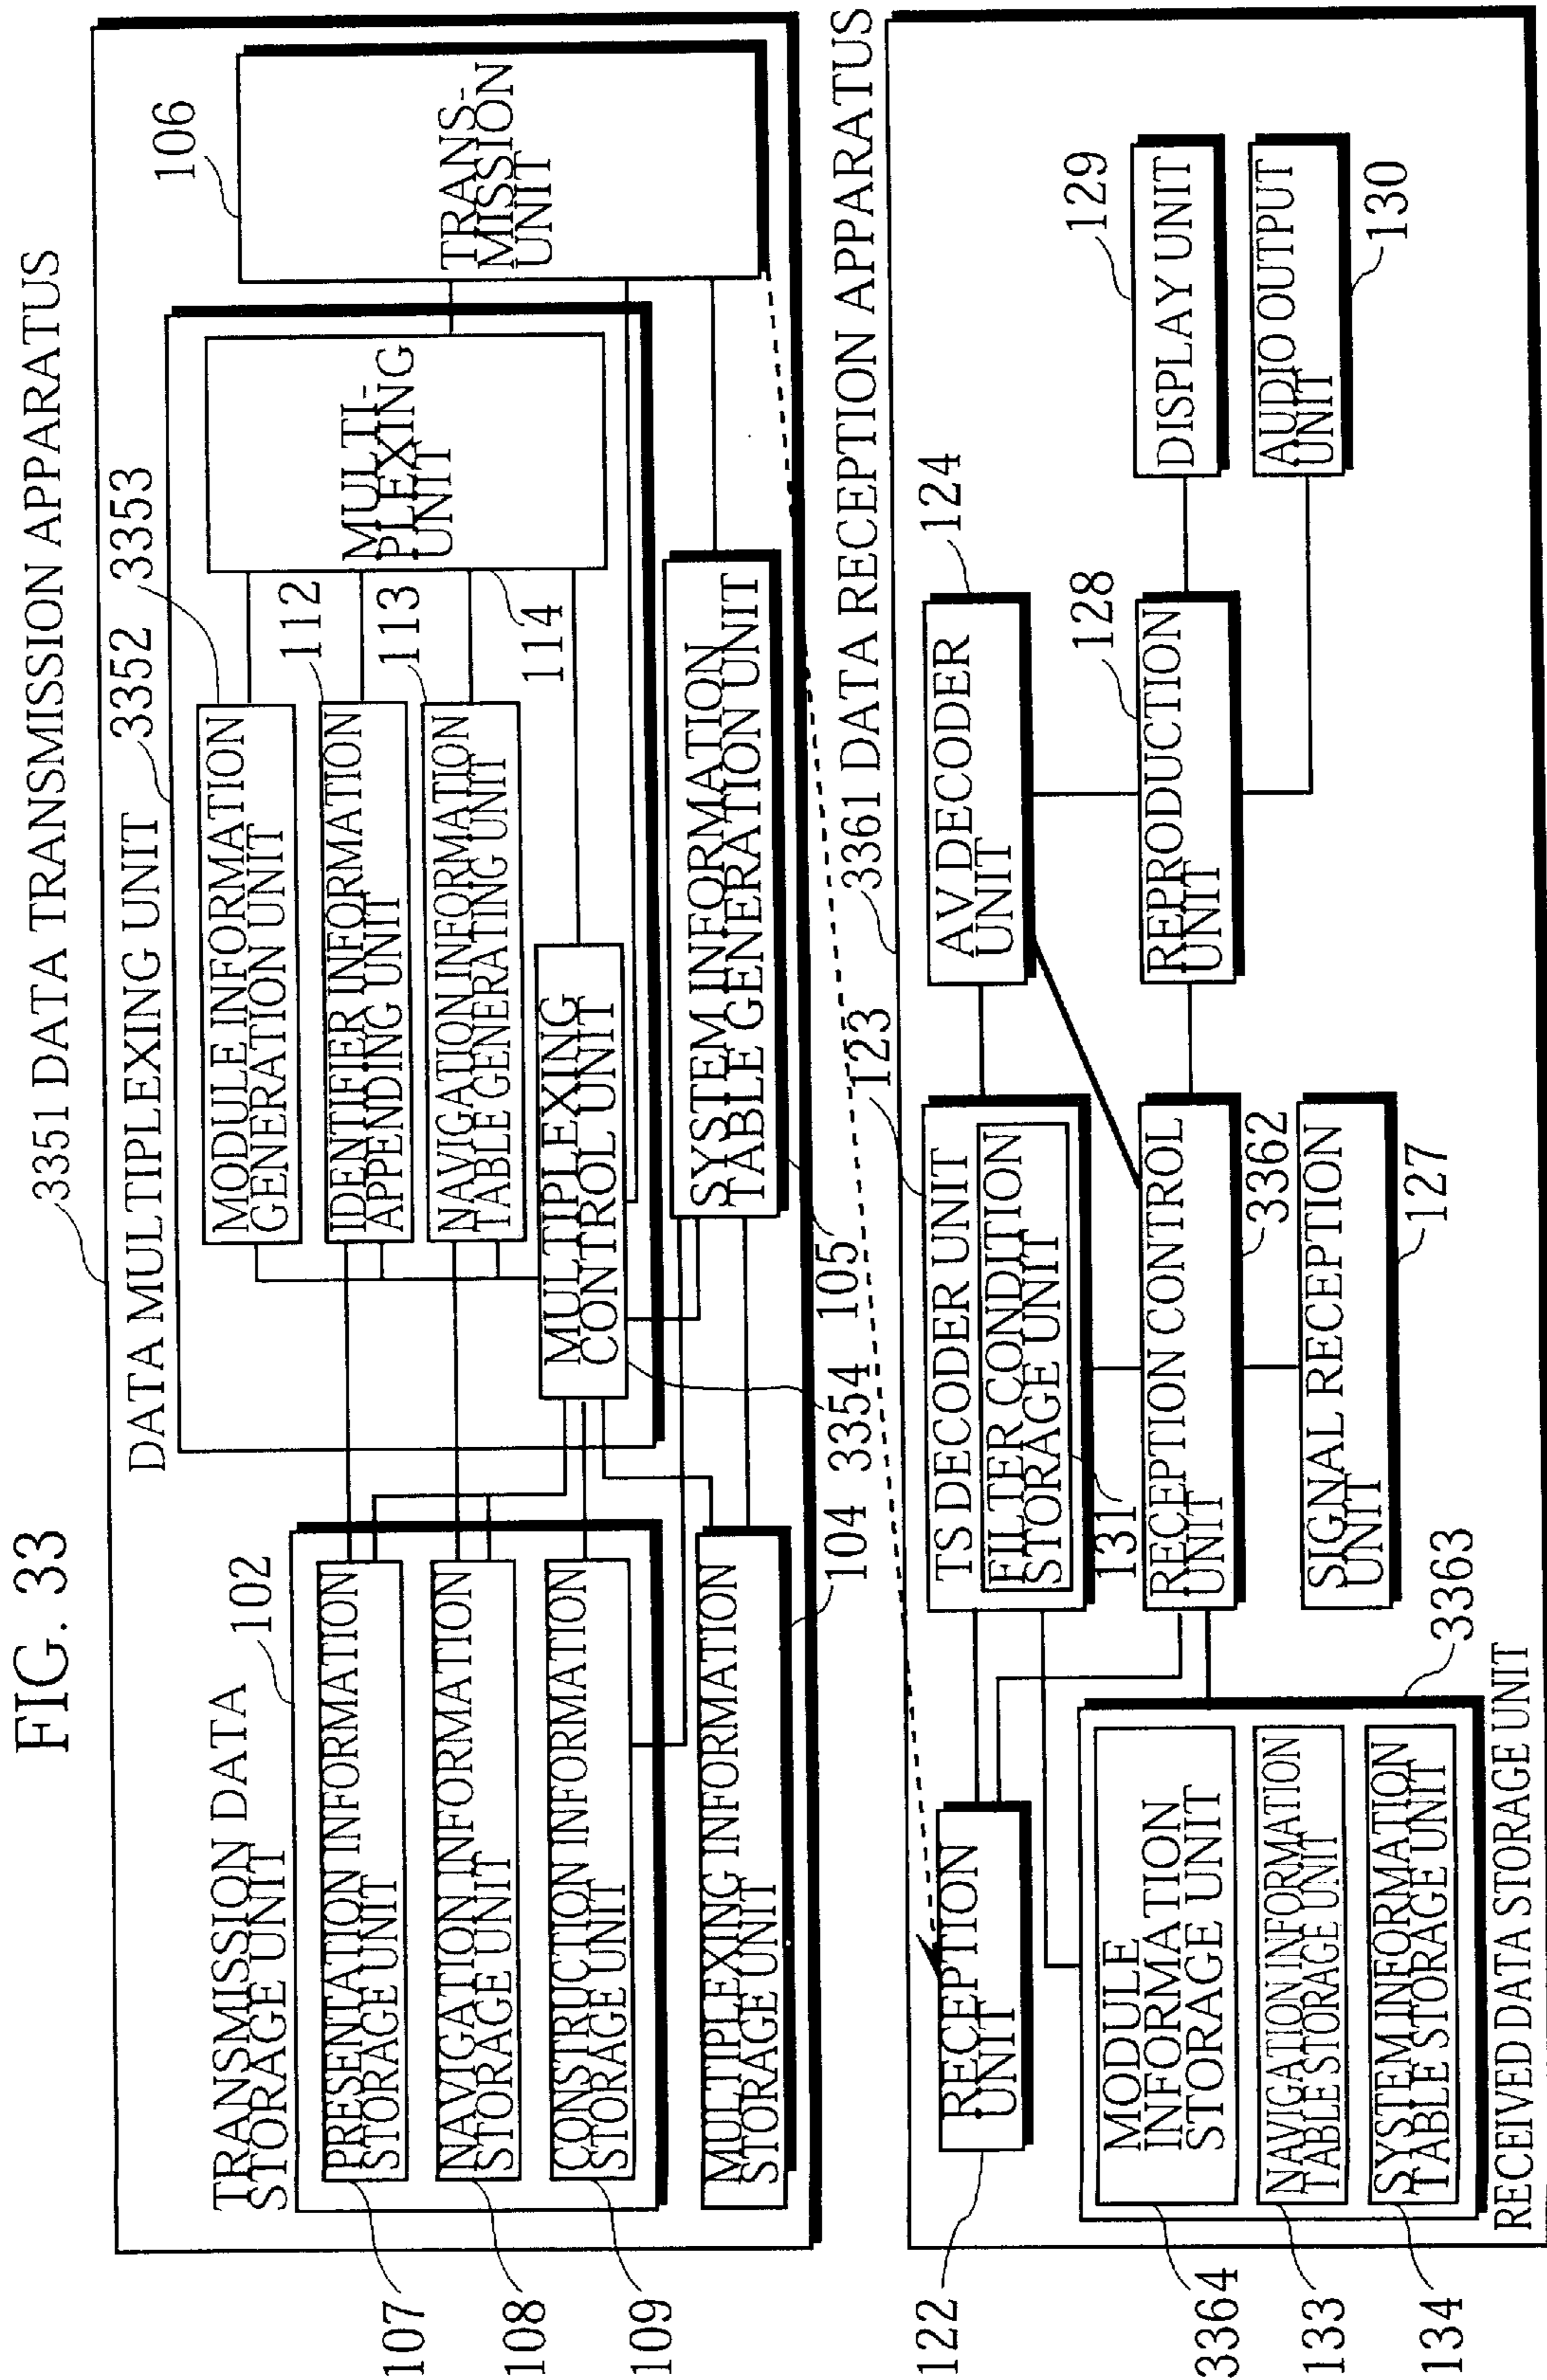 FIG. 33
3351 DATA TRANSMISSION APPARATUS
DATA MULTIPLEXING UNIT 3352 3353
TRANSMISSION DATA
STORAGE UNIT
102
PRESENTATION INFORMATION
STORAGE UNIT
107
NAVIGATION INFORMATION
STORAGE UNIT
108
CONSTRUCTION INFORMATION
STORAGE UNIT
109
MULTIPLEXING INFORMATION
STORAGE UNIT
104
MODULE INFORMATION
GENERATION UNIT
IDENTIFIER INFORMATION
APPENDING UNIT
112
NAVIGATION INFORMATION
TABLE GENERATING UNIT
113
MULTIPLEXING
CONTROL UNIT
3354
MULTI-
PLEXING
UNIT
114
SYSTEM INFORMATION
TABLE GENERATION UNIT
105
TRANS-
MISSION
UNIT
106
3361 DATA RECEPTION APPARATUS
RECEPTION
UNIT
122
TS DECODER UNIT
123
FILTER CONDITION
STORAGE UNIT
131
AV DECODER
UNIT
124
RECEPTION CONTROL
UNIT
3362
REPRODUCTION
UNIT
128
DISPLAY UNIT
129
AUDIO OUTPUT
UNIT
130
SIGNAL RECEPTION
UNIT
127
3363
MODULE
INFORMATION
STORAGE UNIT
3364
NAVIGATION INFORMATION
TABLE STORAGE UNIT
133
SYSTEM INFORMATION
TABLE STORAGE UNIT
134
RECEIVED DATA STORAGE UNIT